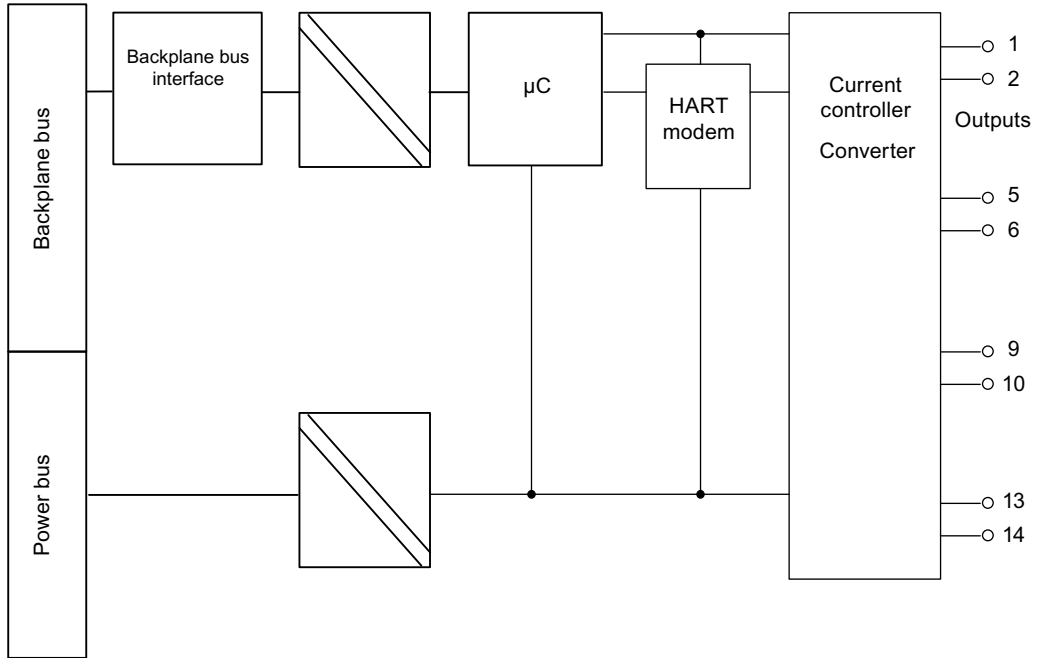 Backplane bus
Power bus
Backplane bus
interface
µC
HART
modem
Current
controller
Converter
1
2
Outputs
5
6
9
10
13
14